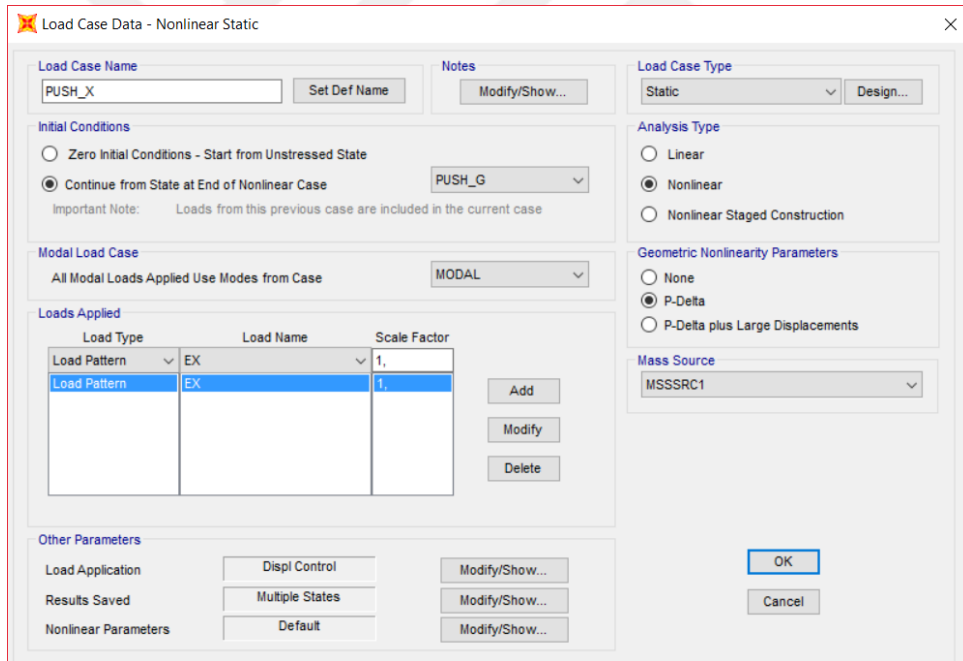 Load Case Data - Nonlinear Static
Load Case Name
PUSH_X
Set Def Name
Notes
Modify/Show...
Load Case Type
Static
Design...
Initial Conditions
Zero Initial Conditions - Start from Unstressed State
Continue from State at End of Nonlinear Case
PUSH_G
Important Note: Loads from this previous case are included in the current case
Analysis Type
Linear
Nonlinear
Nonlinear Staged Construction
Modal Load Case
All Modal Loads Applied Use Modes from Case
MODAL
Geometric Nonlinearity Parameters
None
P-Delta
P-Delta plus Large Displacements
Loads Applied
Load Type Load Name Scale Factor
Load Pattern EX 1,
Load Pattern EX 1,
Add
Modify
Delete
Mass Source
MSSSRC1
Other Parameters
Load Application Displ Control Modify/Show...
Results Saved Multiple States Modify/Show...
Nonlinear Parameters Default Modify/Show...
OK
Cancel